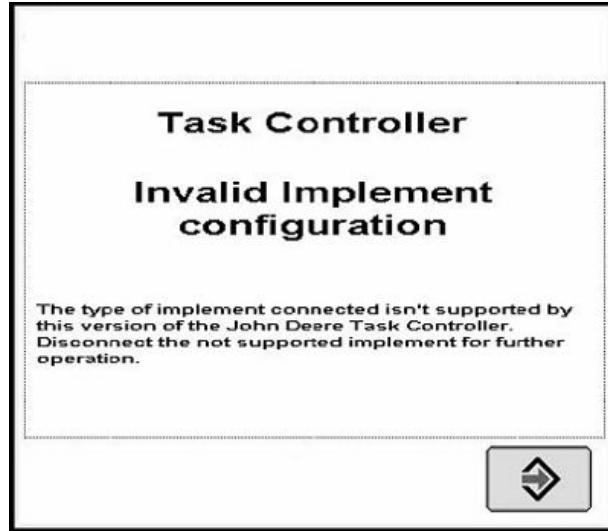 Task Controller
Invalid Implement
configuration
The type of implement connected isn't supported by
this version of the John Deere Task Controller.
Disconnect the not supported implement for further
operation.